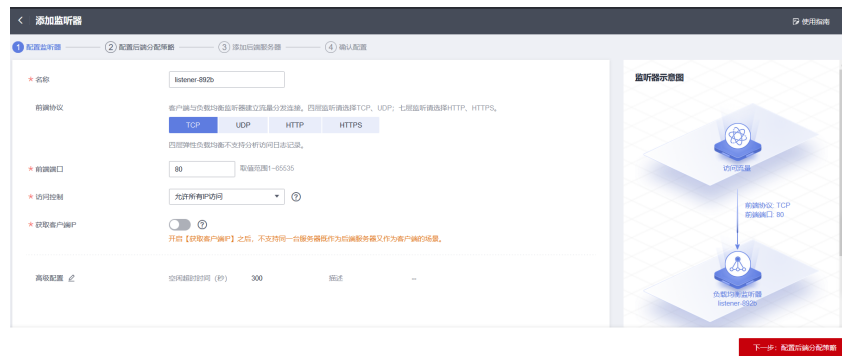 添加监听器
使用指南
1 配置监听器
2 配置后端分配策略
3 添加后端服务器
4 确认配置
* 名称
listener-892b
前端协议
客户端与负载均衡监听器建立流量分发连接。四层监听请选择TCP、UDP；七层监听请选择HTTP、HTTPS。
TCP UDP HTTP HTTPS
四层弹性负载均衡不支持分析访问日志记录。
* 前端端口
80 取值范围1~65535
* 访问控制
允许所有IP访问
* 获取客户端IP
开启【获取客户端IP】之后，不支持同一台服务器既作为后端服务器又作为客户端的场景。
高级配置
空闲超时时间（秒） 300 描述 --
监听器示意图
访问流量
前端协议: TCP
前端端口: 80
负载均衡监听器
listener-892b
下一步：配置后端分配策略